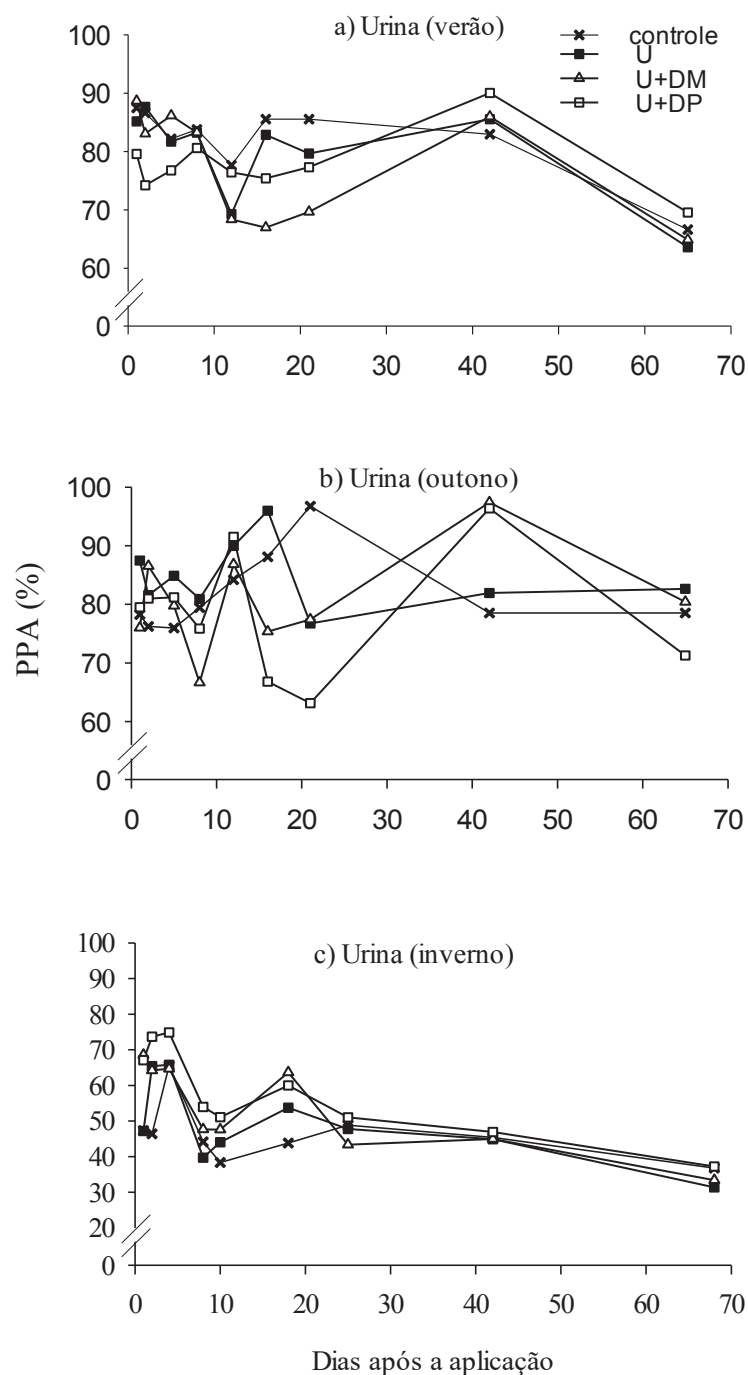 a) Urina (verão)
controle
U
U+DM
U+DP
100
90
80
70
60
0
0 10 20 30 40 50 60 70
b) Urina (outono)
PPA (%)
100
90
80
70
60
0
0 10 20 30 40 50 60 70
c) Urina (inverno)
100
90
80
70
60
50
40
30
20
0
0 10 20 30 40 50 60 70
Dias após a aplicação